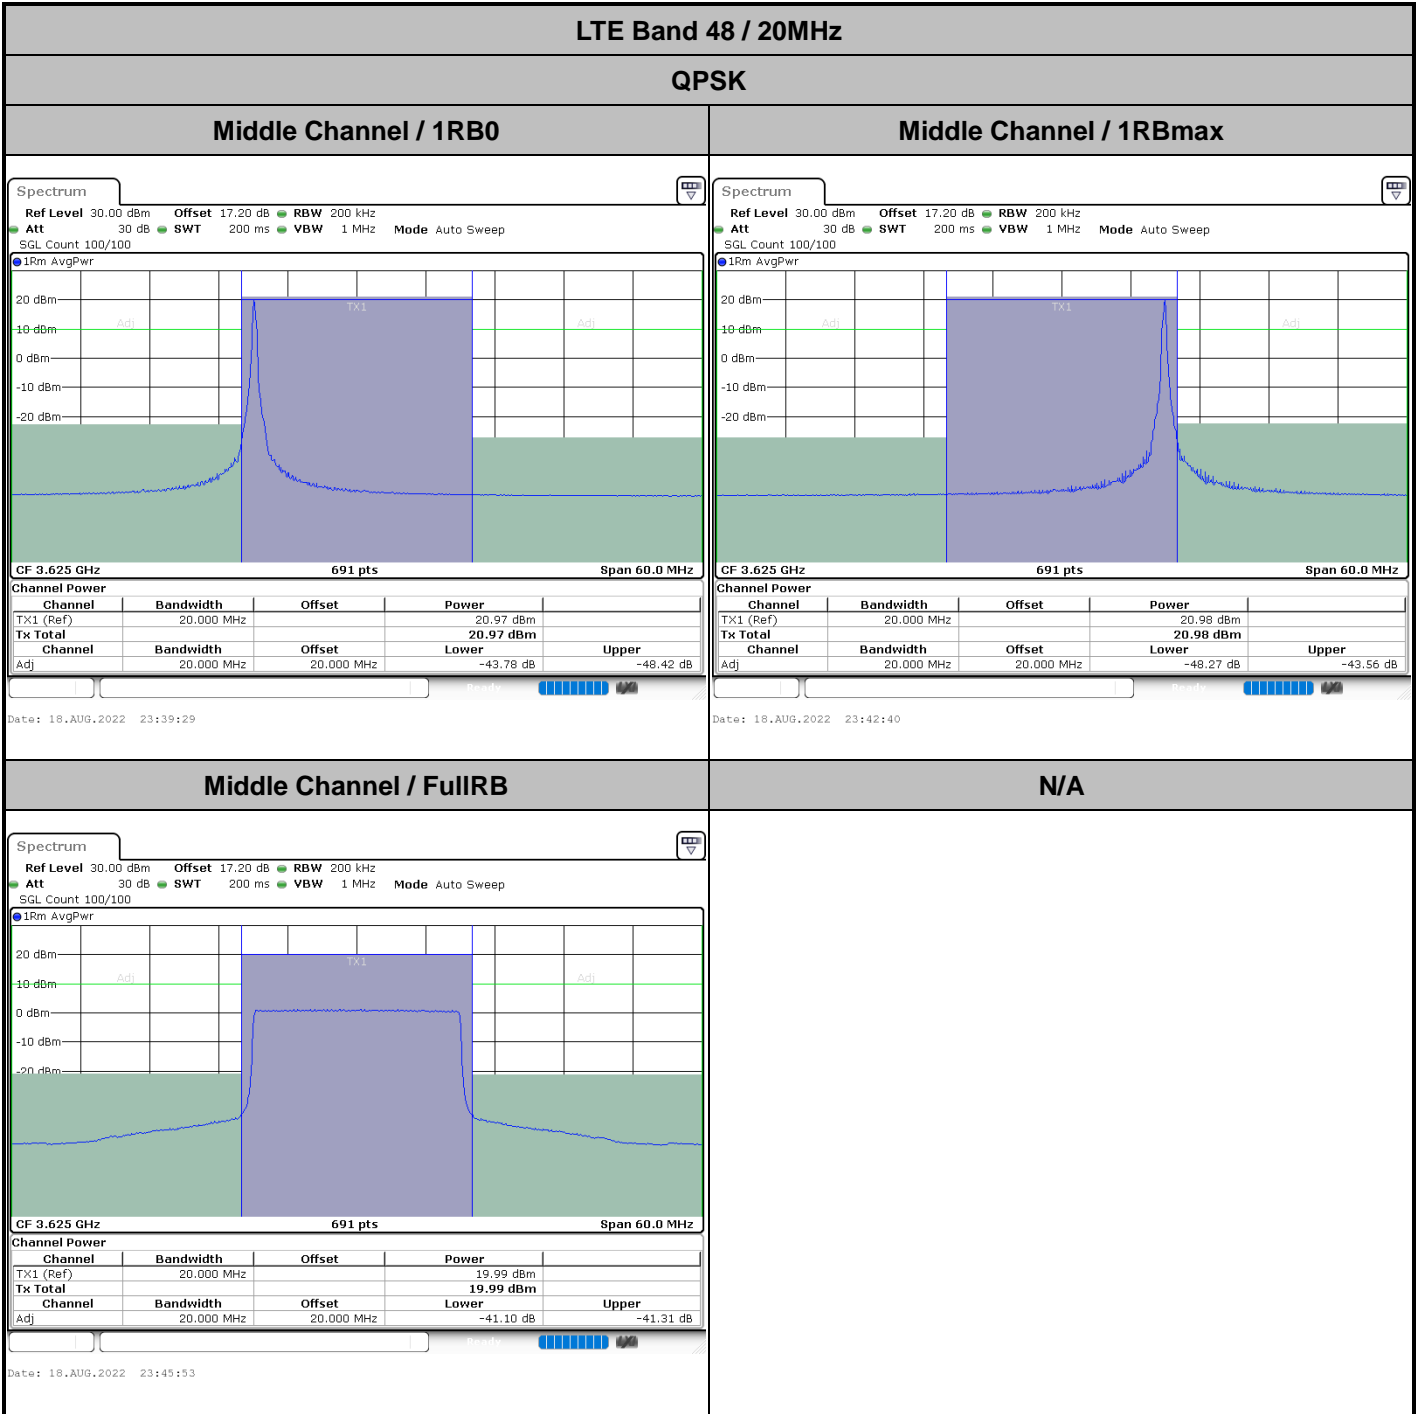 LTE Band 48 / 20MHz
QPSK
Middle Channel / 1RB0
Middle Channel / 1RBmax
Spectrum
Ref Level 30.00 dBm Offset 17.20 dB RBW 200 kHz
Att 30 dB SWT 200 ms VBW 1 MHz Mode Auto Sweep
SGL Count 100/100
1Rm AvgPwr
TX1
Adj
Adj
20 dBm
10 dBm
0 dBm
-10 dBm
-20 dBm
CF 3.625 GHz 691 pts Span 60.0 MHz
Channel Power
Channel Bandwidth Offset Power
TX1 (Ref) 20.000 MHz 20.97 dBm
Tx Total 20.97 dBm
Channel Bandwidth Offset Lower Upper
Adj 20.000 MHz 20.000 MHz -43.78 dB -48.42 dB
Ready
Date: 18.AUG.2022 23:39:29
Spectrum
Ref Level 30.00 dBm Offset 17.20 dB RBW 200 kHz
Att 30 dB SWT 200 ms VBW 1 MHz Mode Auto Sweep
SGL Count 100/100
1Rm AvgPwr
TX1
Adj
Adj
20 dBm
10 dBm
0 dBm
-10 dBm
-20 dBm
CF 3.625 GHz 691 pts Span 60.0 MHz
Channel Power
Channel Bandwidth Offset Power
TX1 (Ref) 20.000 MHz 20.98 dBm
Tx Total 20.98 dBm
Channel Bandwidth Offset Lower Upper
Adj 20.000 MHz 20.000 MHz -48.27 dB -43.56 dB
Ready
Date: 18.AUG.2022 23:42:40
Middle Channel / FullRB
N/A
Spectrum
Ref Level 30.00 dBm Offset 17.20 dB RBW 200 kHz
Att 30 dB SWT 200 ms VBW 1 MHz Mode Auto Sweep
SGL Count 100/100
1Rm AvgPwr
TX1
Adj
Adj
20 dBm
10 dBm
0 dBm
-10 dBm
-20 dBm
CF 3.625 GHz 691 pts Span 60.0 MHz
Channel Power
Channel Bandwidth Offset Power
TX1 (Ref) 20.000 MHz 19.99 dBm
Tx Total 19.99 dBm
Channel Bandwidth Offset Lower Upper
Adj 20.000 MHz 20.000 MHz -41.10 dB -41.31 dB
Ready
Date: 18.AUG.2022 23:45:53